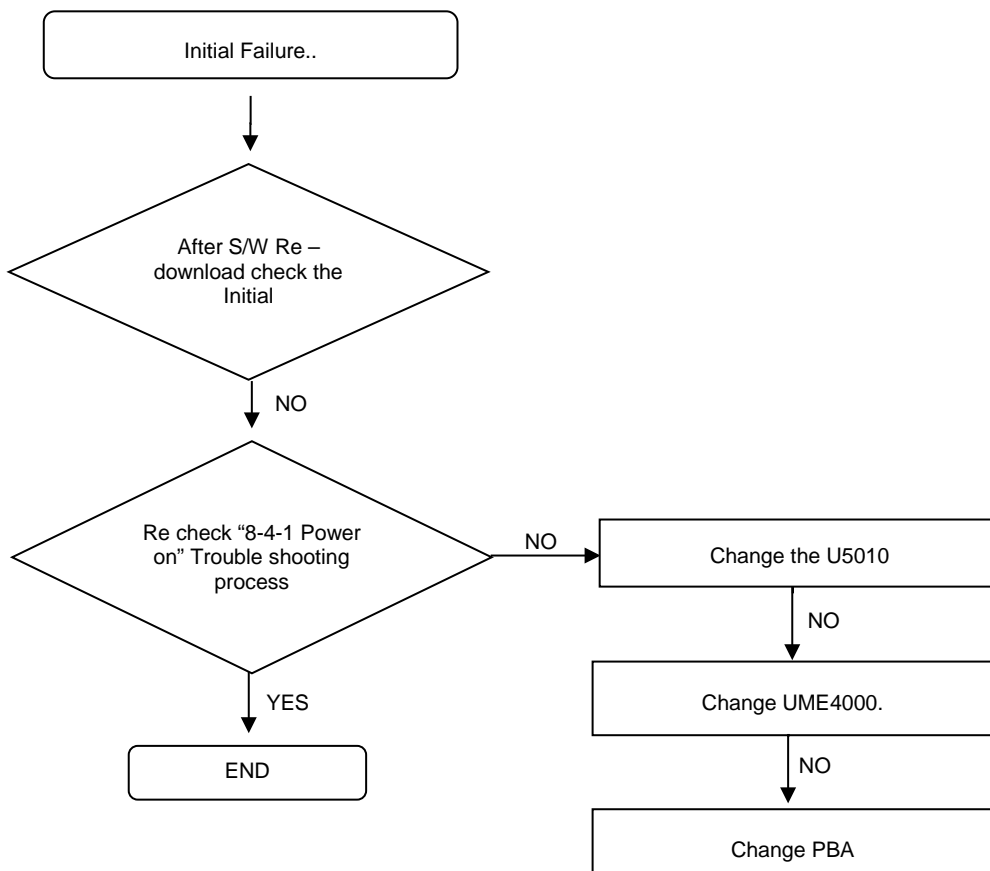 Initial Failure..
After S/W Re –
download check the
Initial
NO
Re check “8-4-1 Power
on” Trouble shooting
process
NO
Change the U5010
NO
Change UME4000.
YES
END
NO
Change PBA